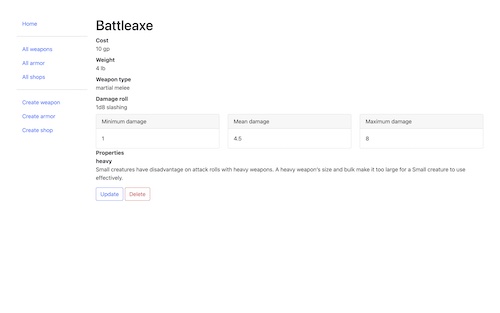 Home
All weapons
All armor
All shops
Create weapon
Create armor
Create shop
Battleaxe
Cost
10 gp
Weight
4 lb
Weapon type
martial melee
Damage roll
1d8 slashing
Minimum damage
1
Mean damage
4.5
Maximum damage
8
Properties
heavy
Small creatures have disadvantage on attack rolls with heavy weapons. A heavy weapon's size and bulk make it too large for a Small creature to use
effectively.
Update
Delete